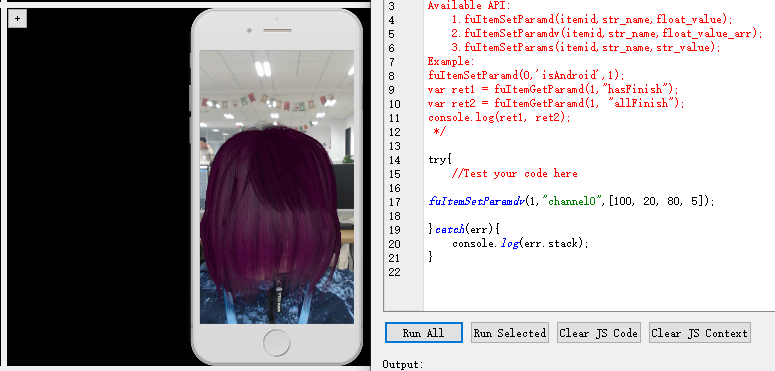 +
3 Available API:
4 1.fuItemSetParamd(itemid,str_name,float_value);
5 2.fuItemSetParamdv(itemid,str_name,float_value_arr);
6 3.fuItemSetParams(itemid,str_name,str_value);
7 Example:
8 fuItemSetParamd(0,'isAndroid',1);
9 var ret1 = fuItemGetParamd(1,"hasFinish");
10 var ret2 = fuItemGetParamd(1, "allFinish");
11 console.log(ret1, ret2);
12 */
13
14 try{
15 //Test your code here
16
17 fuItemSetParamdv(1,"channel0",[100, 20, 80, 5]);
18
19 }catch(err){
20 console.log(err.stack);
21 }
22
Run All Run Selected Clear JS Code Clear JS Context
Output: